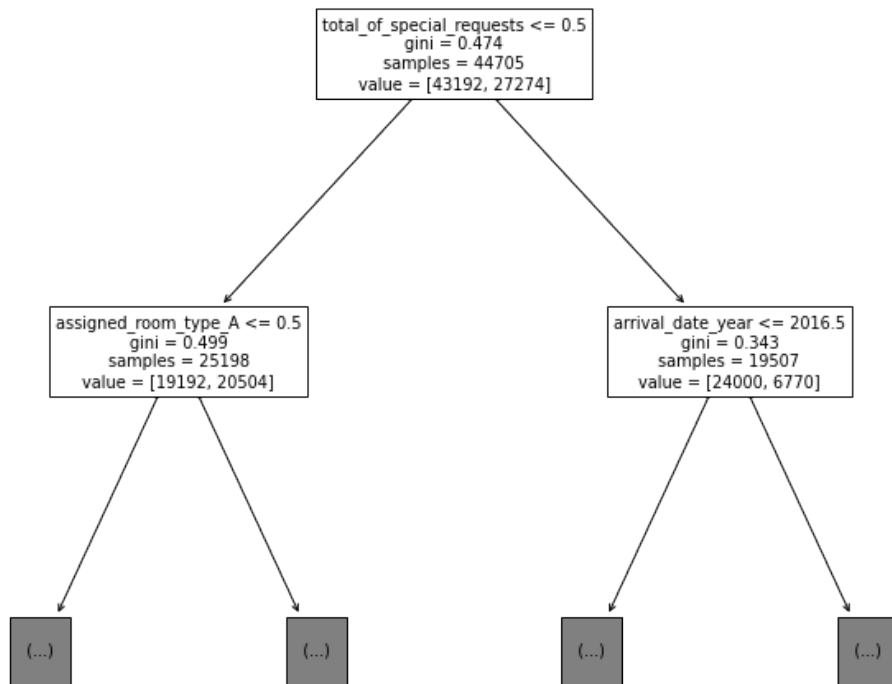 total_of_special_requests <= 0.5
gini = 0.474
samples = 44705
value = [43192, 27274]
assigned_room_type_A <= 0.5
gini = 0.499
samples = 25198
value = [19192, 20504]
arrival_date_year <= 2016.5
gini = 0.343
samples = 19507
value = [24000, 6770]
(...)
(...)
(...)
(...)